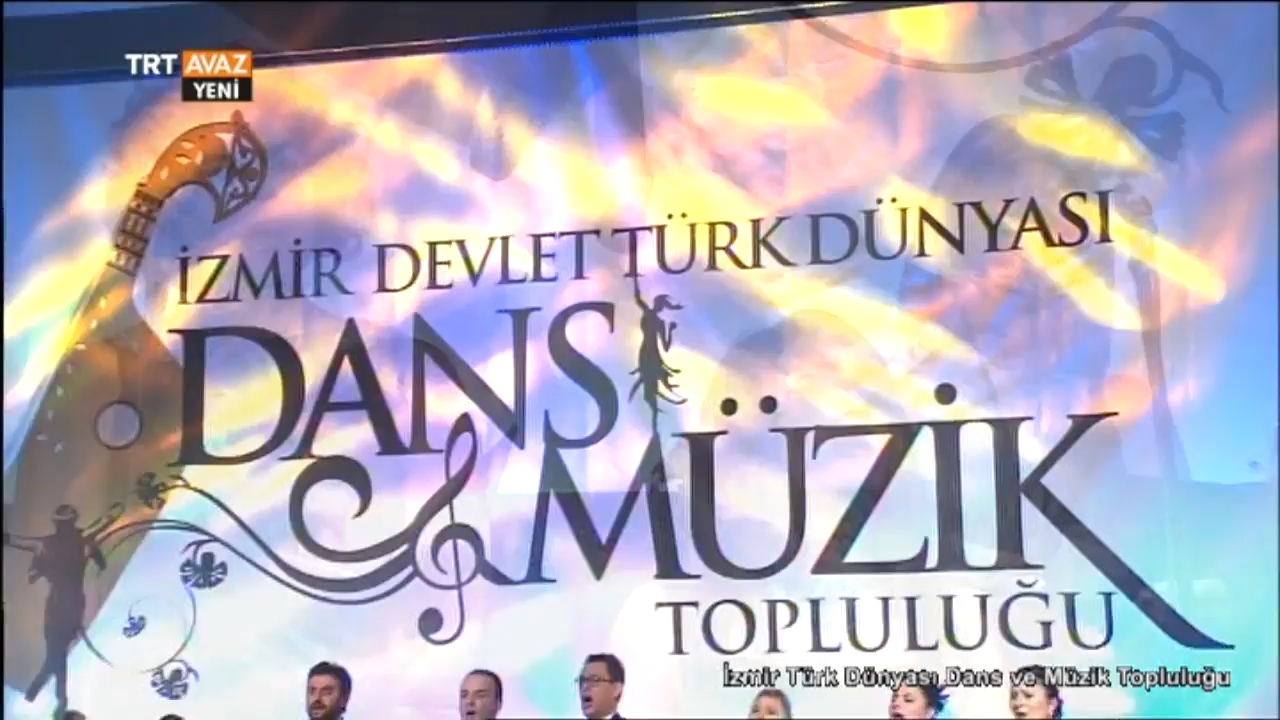 TRT AVAZ
YENİ
İZMİR DEVLET TÜRK DÜNYASI
DANS
MÜZİK
TOPLULUĞU
İzmir Türk Dünyası Dans ve Müzik Topluluğu